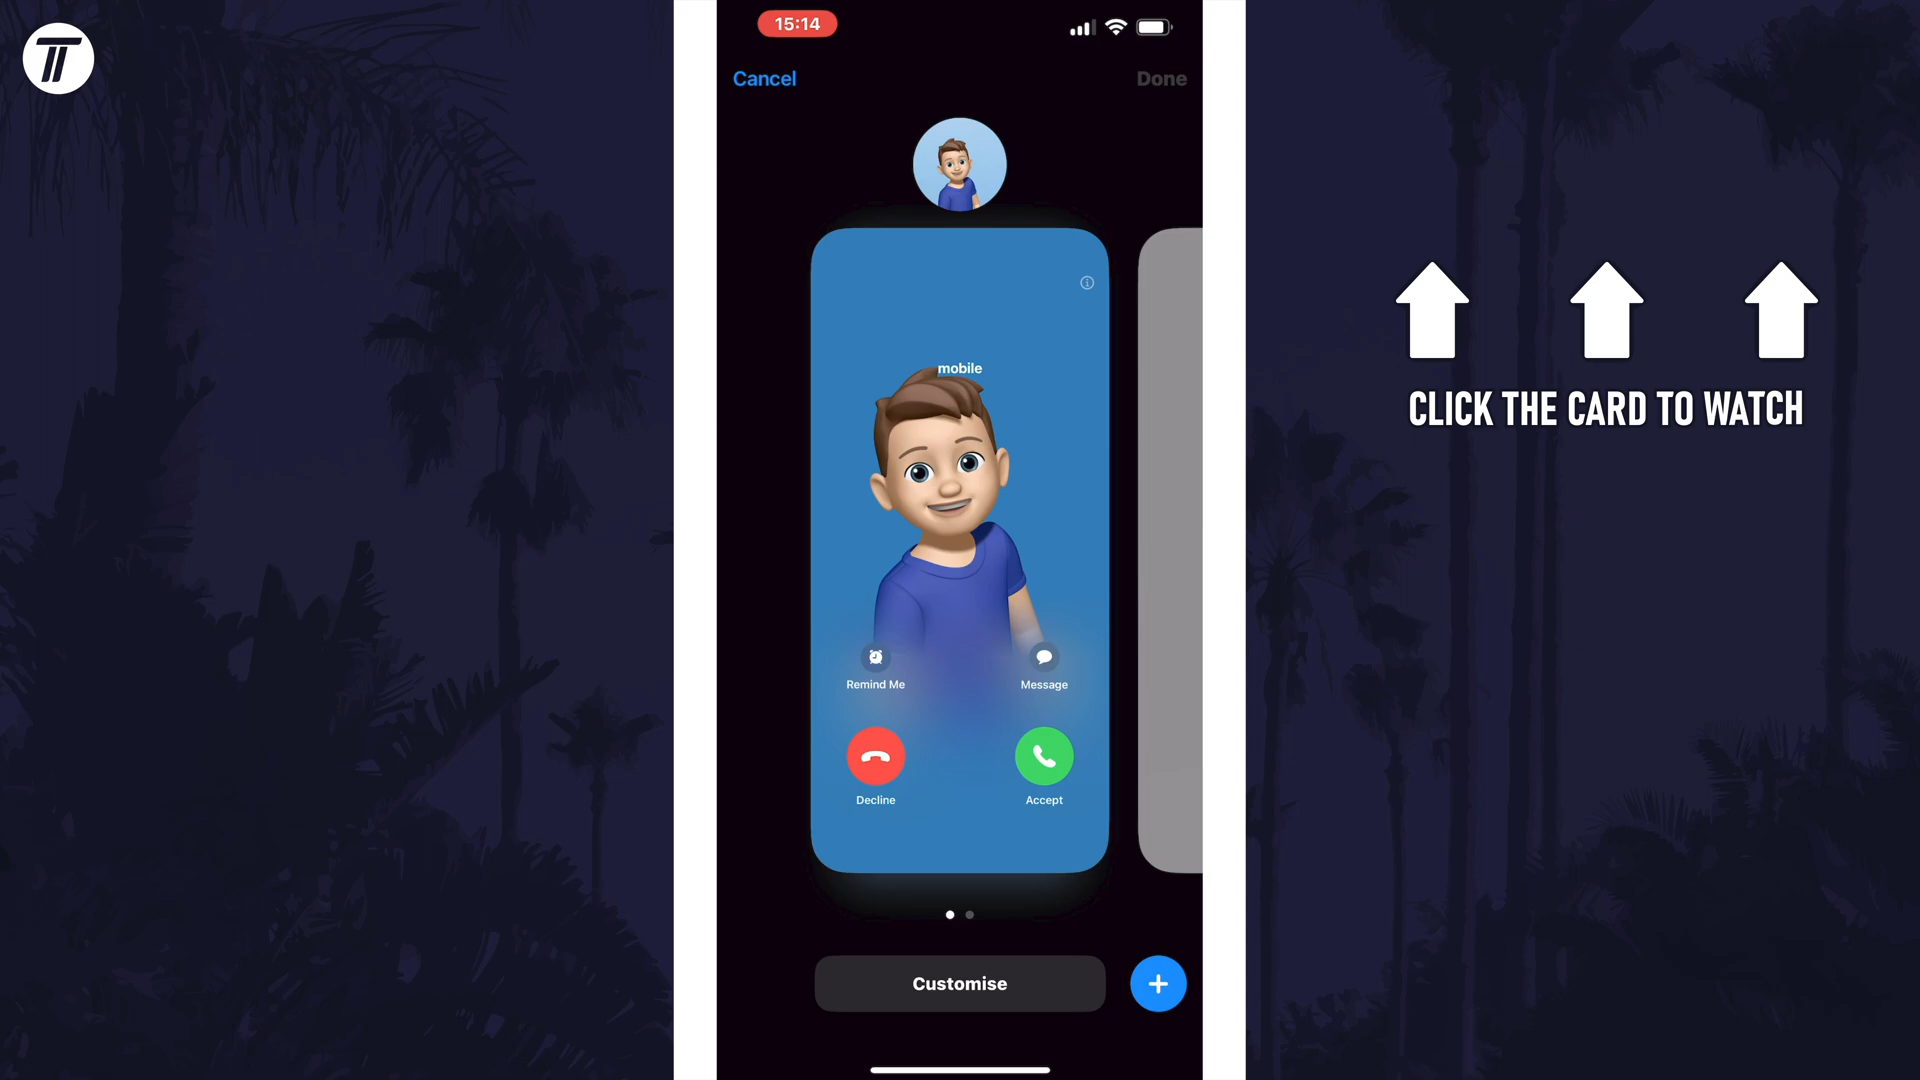 15:14
Cancel
Done
mobile
Remind Me
Message
Decline
Accept
Customise
CLICK THE CARD TO WATCH